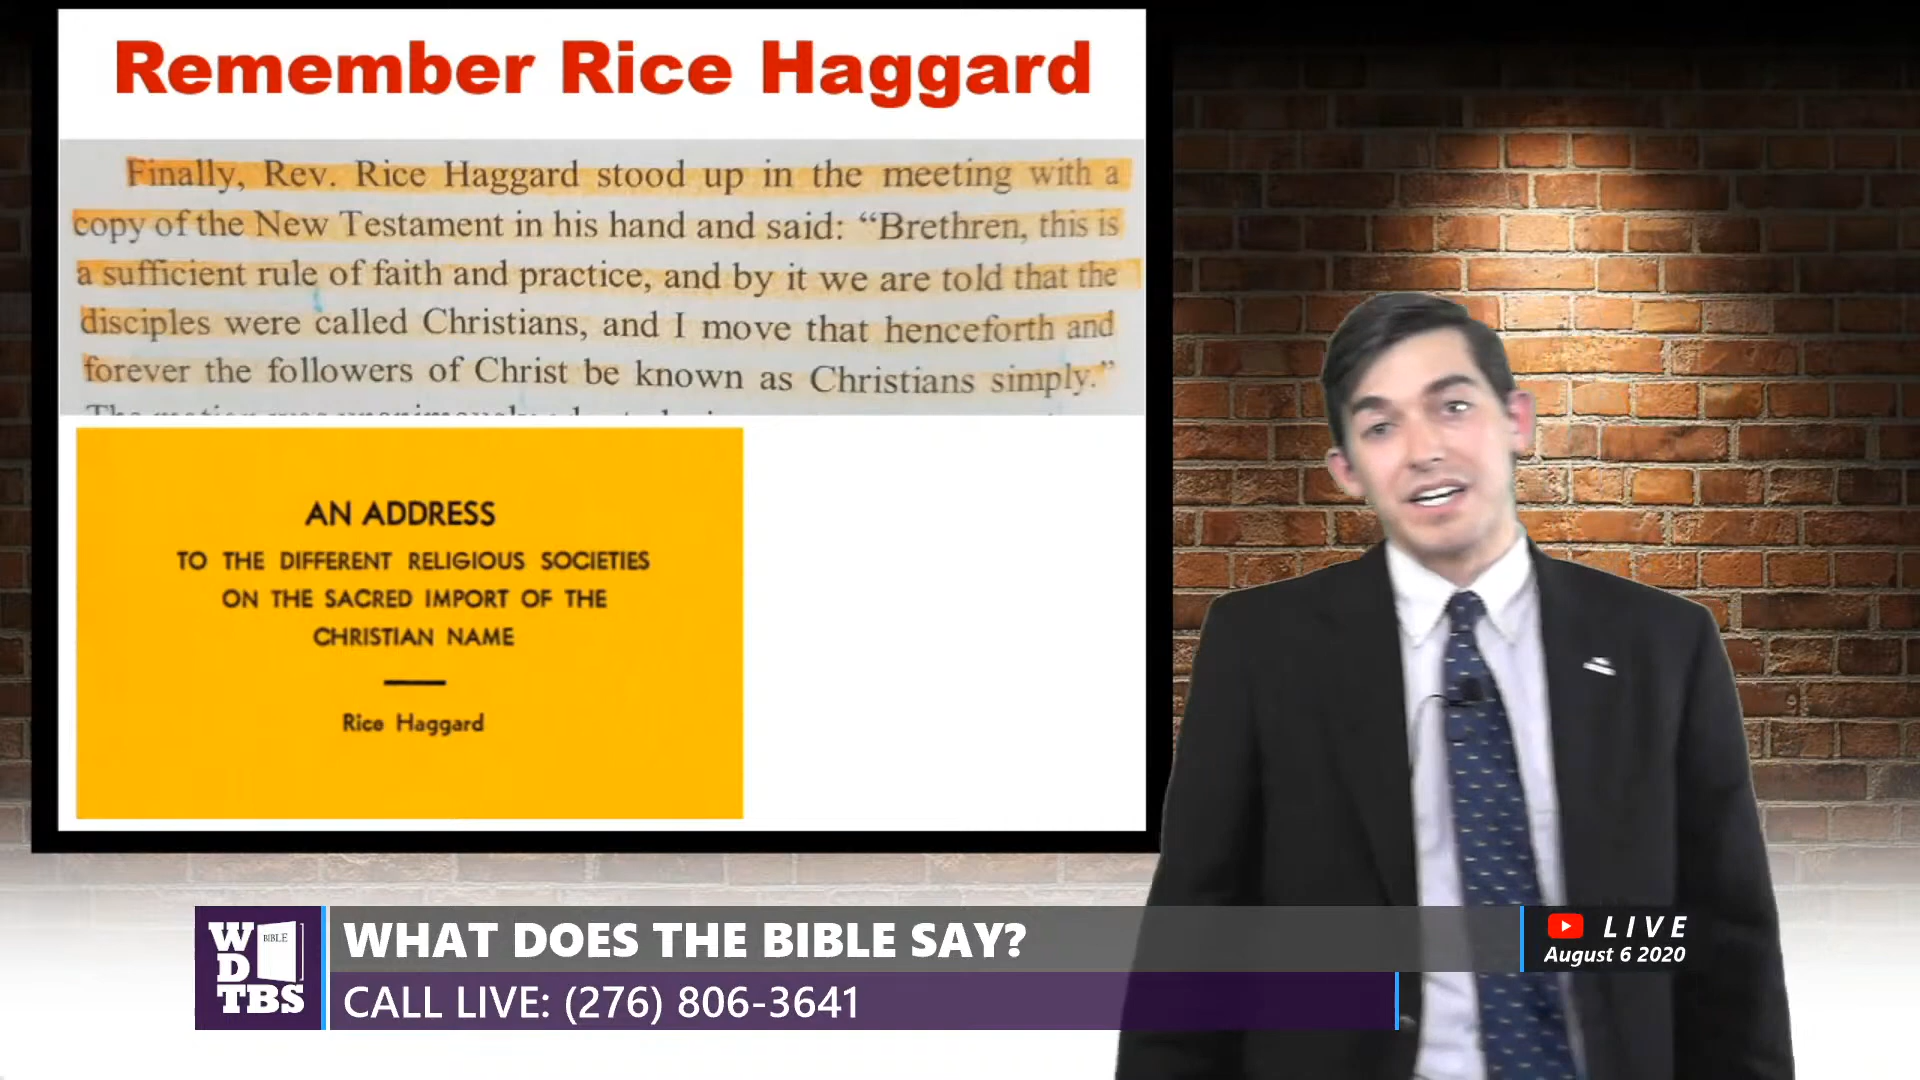 Remember Rice Haggard
Finally, Rev. Rice Haggard stood up in the meeting with a
copy of the New Testament in his hand and said: “Brethren, this is
a sufficient rule of faith and practice, and by it we are told that the
disciples were called Christians, and I move that henceforth and
forever the followers of Christ be known as Christians simply.”
AN ADDRESS
TO THE DIFFERENT RELIGIOUS SOCIETIES
ON THE SACRED IMPORT OF THE
CHRISTIAN NAME
Rice Haggard
W
D
TBS
BIBLE
WHAT DOES THE BIBLE SAY?
CALL LIVE: (276) 806-3641
LIVE
August 6 2020